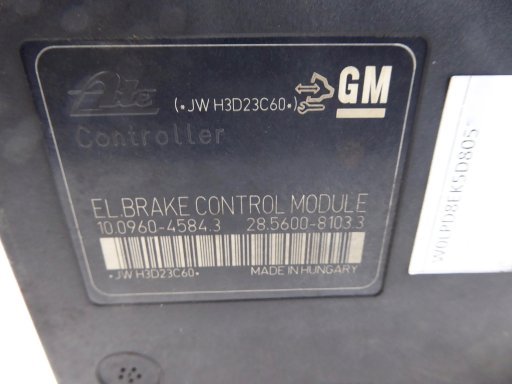 Ate
(*JW H3D23C60*)
GM
Controller
EL.BRAKE CONTROL MODULE
10.0960-4584.3 28.5600-8103.3
*JW H3D23C60*
MADE IN HUNGARY
W0LPD8EK5D805